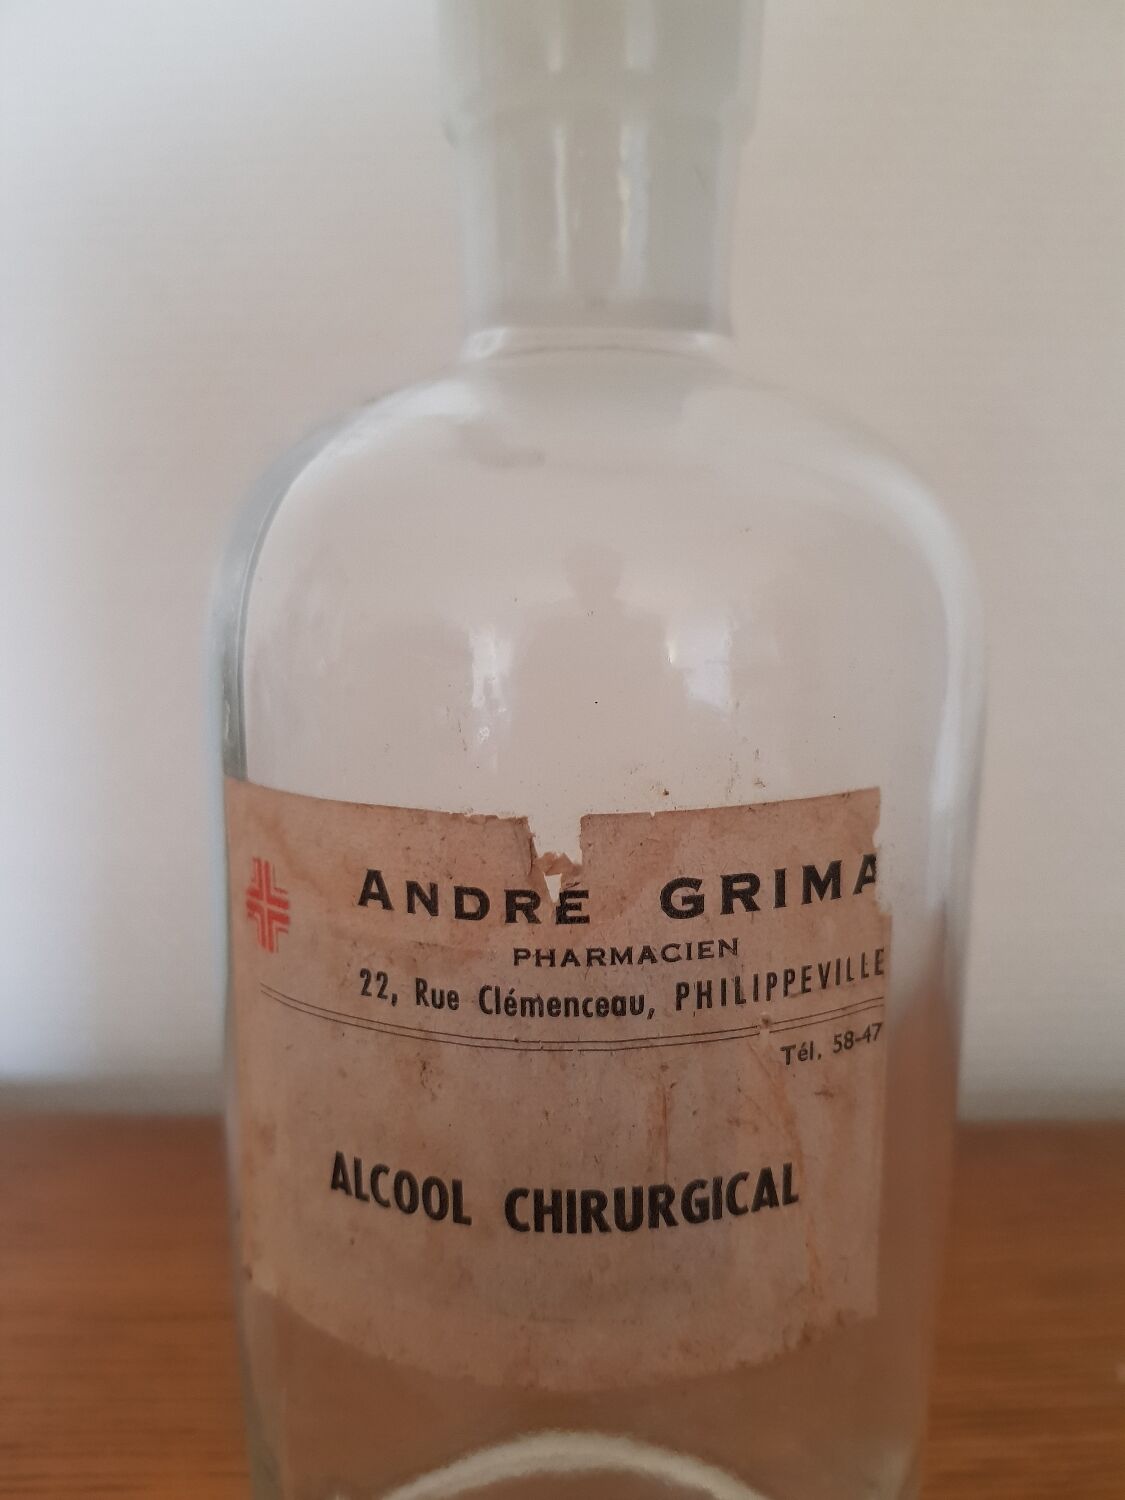 ANDRÉ GRIMA
PHARMACIEN
22, Rue Clémenceau, PHILIPPEVILLE
Tél. 58-47
ALCOOL CHIRURGICAL